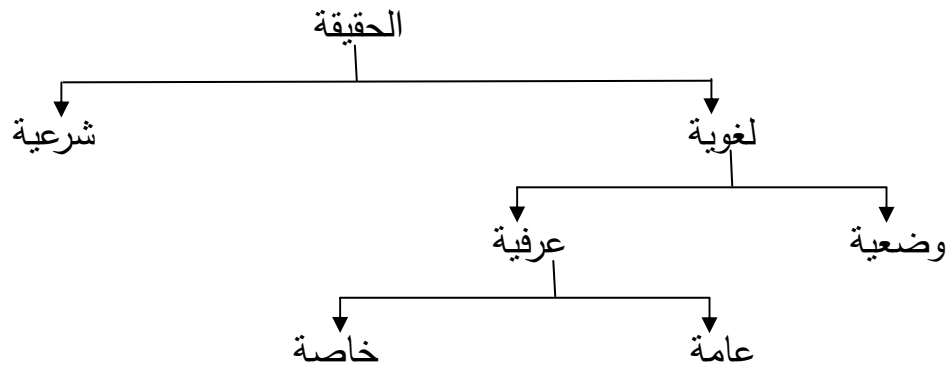 الحقيقة
لغوية
شرعية
وضعية
عرفية
عامة
خاصة